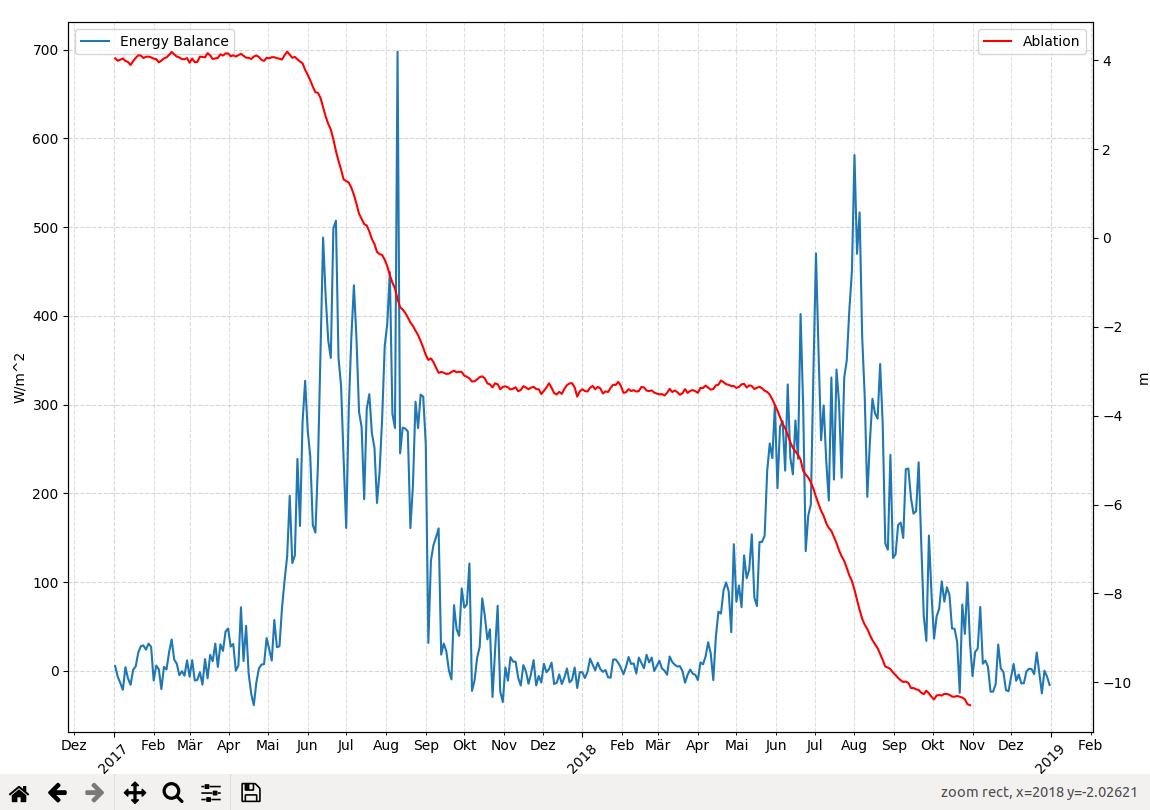 Energy Balance
Ablation
700
600
500
400
300
200
100
0
W/m^2
4
2
0
−2
−4
−6
−8
−10
m
Dez 2017 Feb Mär Apr Mai Jun Jul Aug Sep Okt Nov Dez 2018 Feb Mär Apr Mai Jun Jul Aug Sep Okt Nov Dez 2019 Feb
zoom rect, x=2018 y=-2.02621